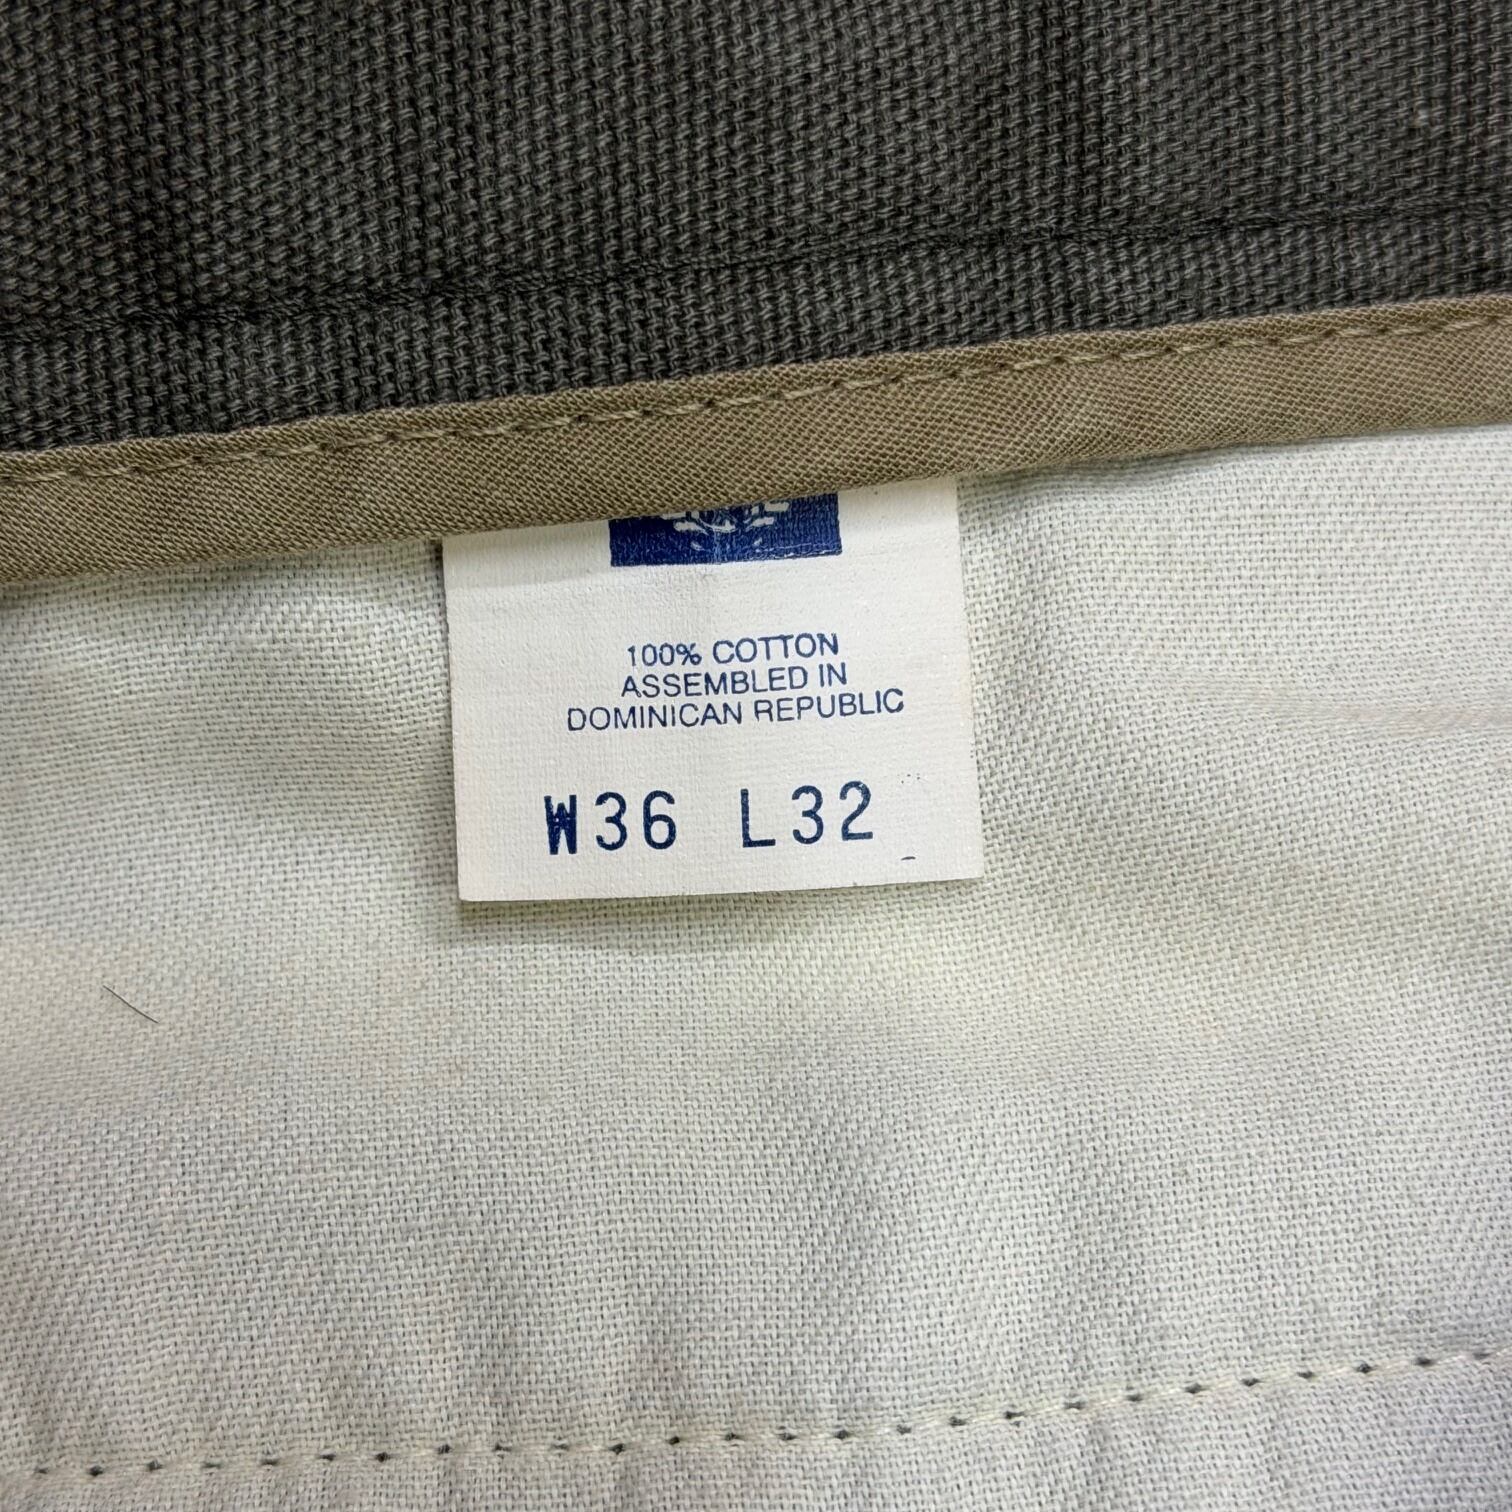 100% COTTON
ASSEMBLED IN
DOMINICAN REPUBLIC
W36 L32